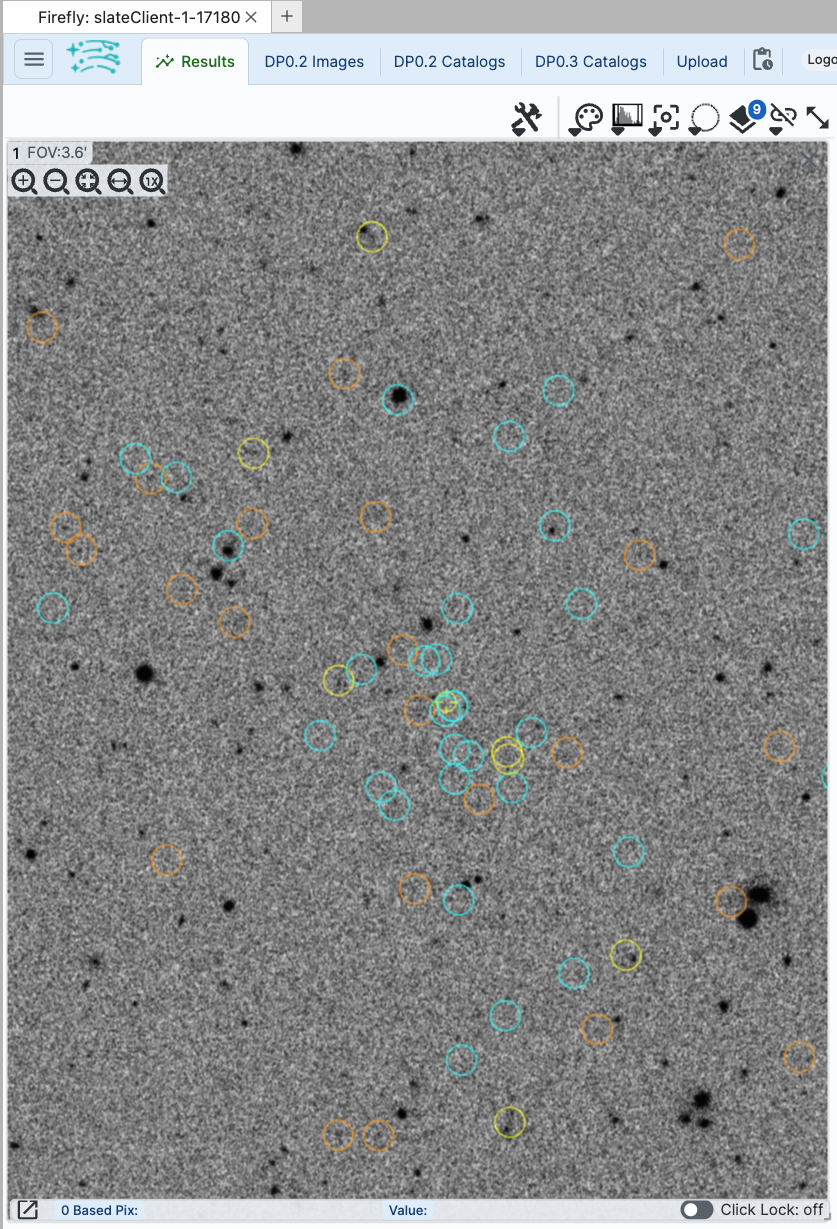 Firefly: slateClient-1-17180
Results
DP0.2 Images
DP0.2 Catalogs
DP0.3 Catalogs
Upload
Logo
9
1 FOV:3.6'
1X
0 Based Pix:
Value:
Click Lock: off